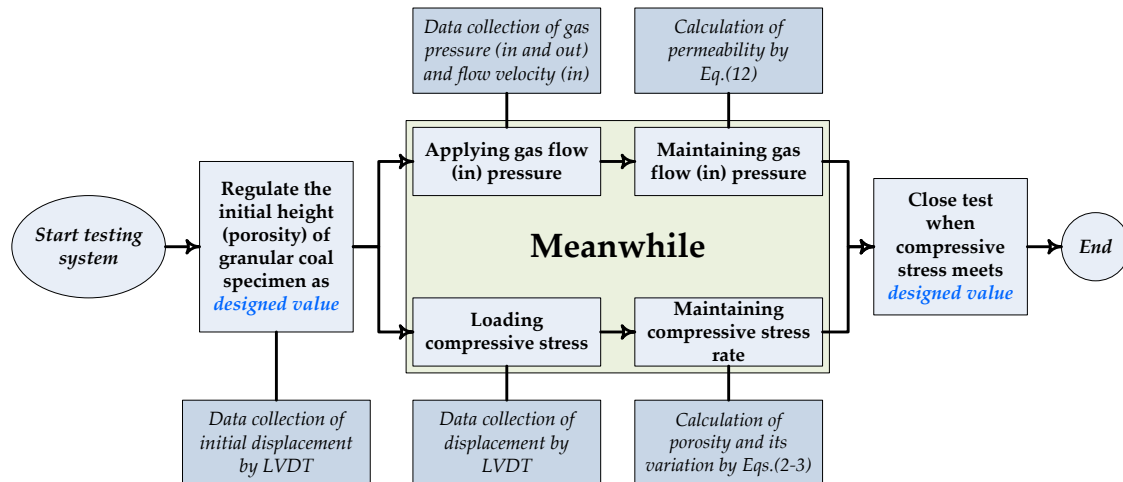 Data collection of gas
pressure (in and out)
and flow velocity (in)
Calculation of
permeability by
Eq.(12)
Start testing
system
Regulate the
initial height
(porosity) of
granular coal
specimen as
designed value
Applying gas flow
(in) pressure
Maintaining gas
flow (in) pressure
Meanwhile
Loading
compressive stress
Maintaining
compressive stress
rate
Close test
when
compressive
stress meets
designed value
End
Data collection of
initial displacement
by LVDT
Data collection of
displacement by
LVDT
Calculation of
porosity and its
variation by Eqs.(2-3)